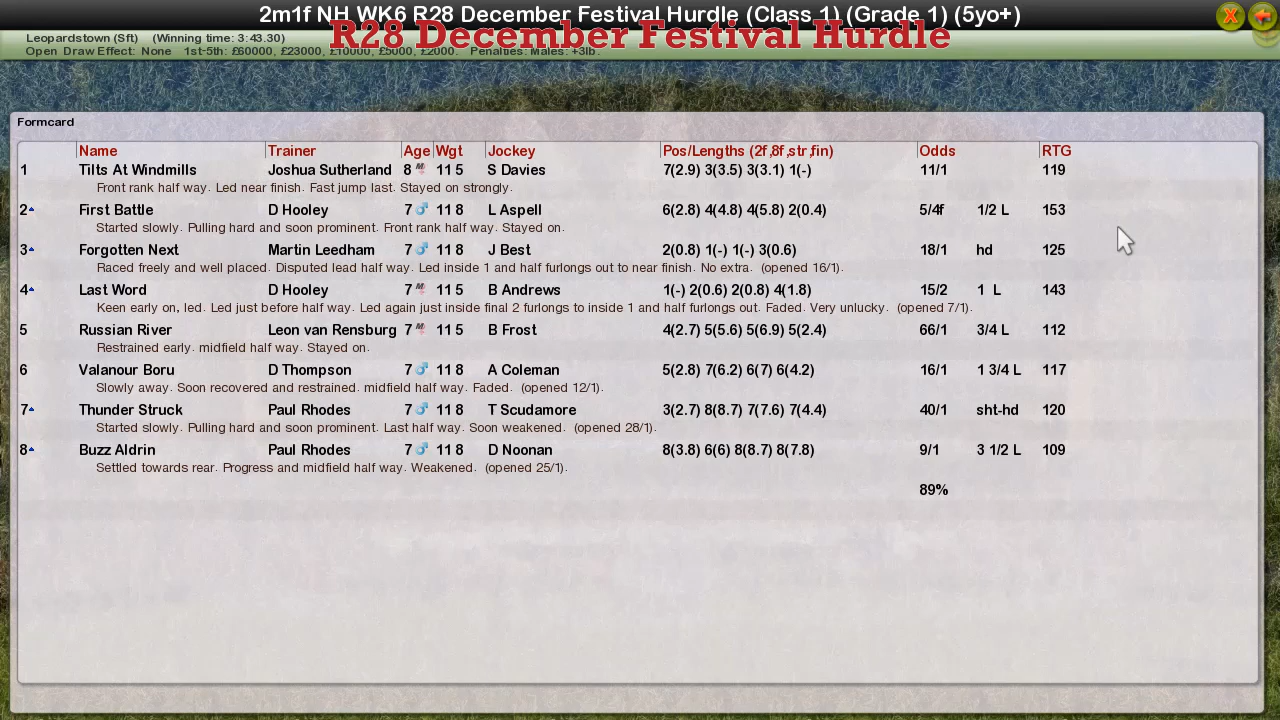 2m1f NH WK6 R28 December Festival Hurdle (Class 1) (Grade 1) (5yo+)
R28 December Festival Hurdle
Leopardstown (Sft) (Winning time: 3:43.30)
Open Draw Effect: None 1st-5th: £60000, £23000, £10000, £5000, £2000. Penalties: Males: +3lb.
Formcard
Name Trainer Age Wgt Jockey Pos/Lengths (2f,8f,str,fin) Odds RTG
1 Tilts At Windmills Joshua Sutherland 8 11 5 S Davies 7(2.9) 3(3.5) 3(3.1) 1(-) 11/1 119
Front rank half way. Led near finish. Fast jump last. Stayed on strongly.
2 First Battle D Hooley 7 11 8 L Aspell 6(2.8) 4(4.8) 4(5.8) 2(0.4) 5/4f 1/2 L 153
Started slowly. Pulling hard and soon prominent. Front rank half way. Stayed on.
3 Forgotten Next Martin Leedham 7 11 8 J Best 2(0.8) 1(-) 1(-) 3(0.6) 18/1 hd 125
Raced freely and well placed. Disputed lead half way. Led inside 1 and half furlongs out to near finish. No extra. (opened 16/1).
4 Last Word D Hooley 7 11 5 B Andrews 1(-) 2(0.6) 2(0.8) 4(1.8) 15/2 1 L 143
Keen early on, led. Led just before half way. Led again just inside final 2 furlongs to inside 1 and half furlongs out. Faded. Very unlucky. (opened 7/1).
5 Russian River Leon van Rensburg 7 11 5 B Frost 4(2.7) 5(5.6) 5(6.9) 5(2.4) 66/1 3/4 L 112
Restrained early. midfield half way. Stayed on.
6 Valanour Boru D Thompson 7 11 8 A Coleman 5(2.8) 7(6.2) 6(7) 6(4.2) 16/1 1 3/4 L 117
Slowly away. Soon recovered and restrained. midfield half way. Faded. (opened 12/1).
7 Thunder Struck Paul Rhodes 7 11 8 T Scudamore 3(2.7) 8(8.7) 7(7.6) 7(4.4) 40/1 sht-hd 120
Started slowly. Pulling hard and soon prominent. Last half way. Soon weakened. (opened 28/1).
8 Buzz Aldrin Paul Rhodes 7 11 8 D Noonan 8(3.8) 6(6) 8(8.7) 8(7.8) 9/1 3 1/2 L 109
Settled towards rear. Progress and midfield half way. Weakened. (opened 25/1).
89%